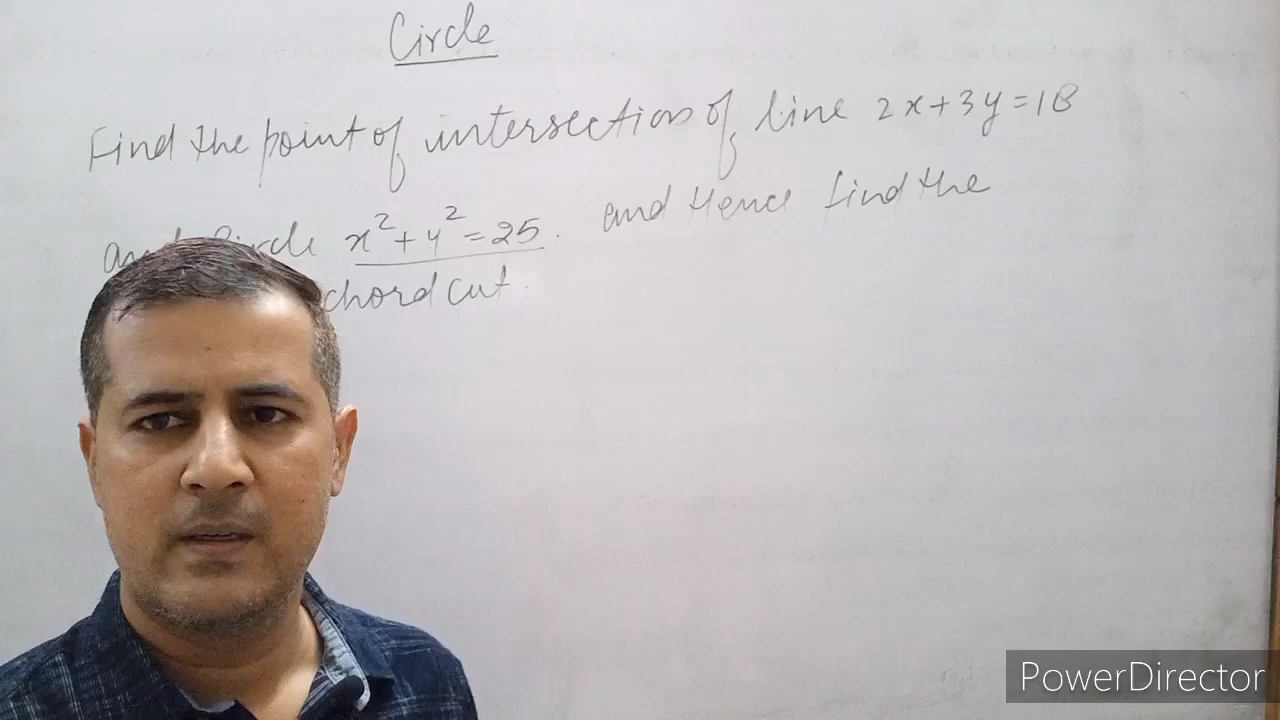 Circle
Find the point of intersection of line 2x+3y=18
Circle x²+y²=25. and Hence find the
chord cut.
PowerDirector